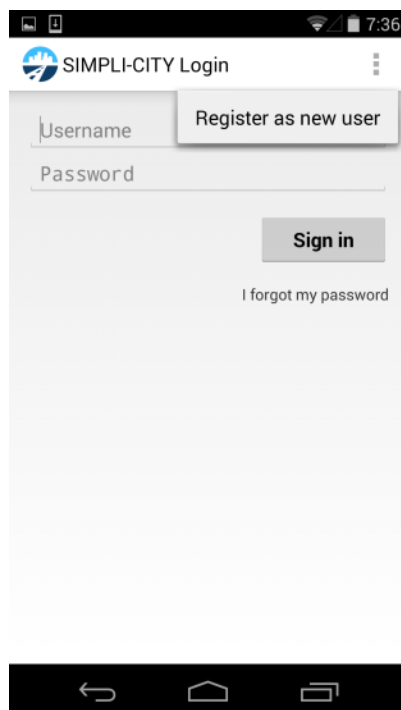 7:36
SIMPLI-CITY Login
Register as new user
Username
Password
Sign in
I forgot my password